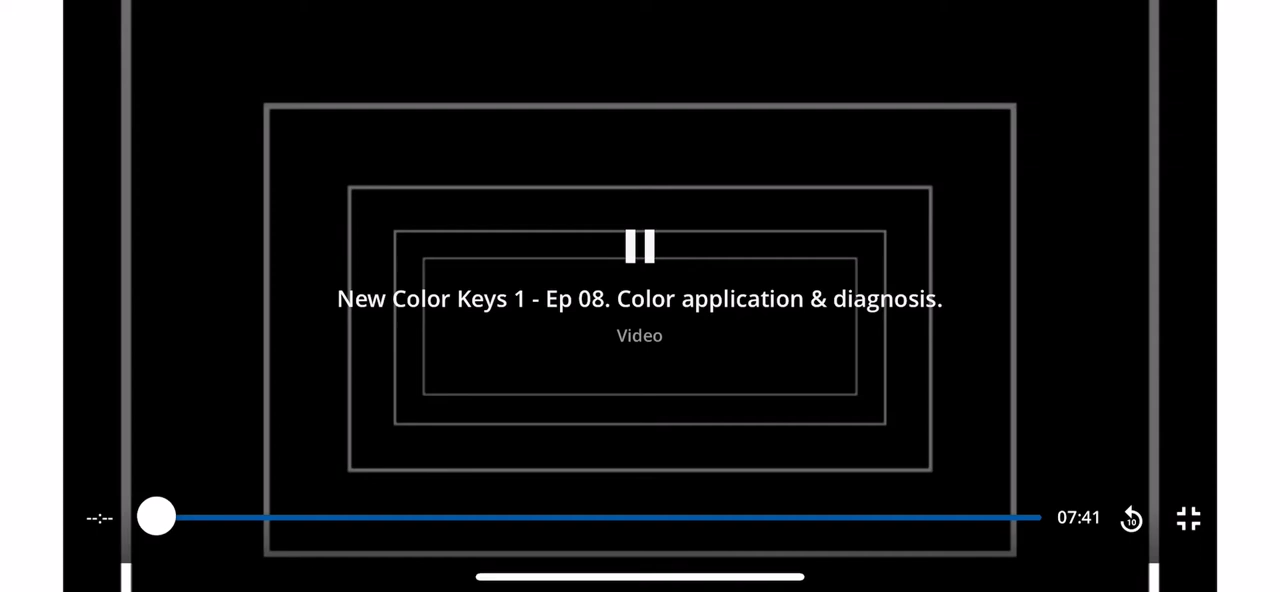 New Color Keys 1 - Ep 08. Color application & diagnosis.
Video
--:--
07:41
10